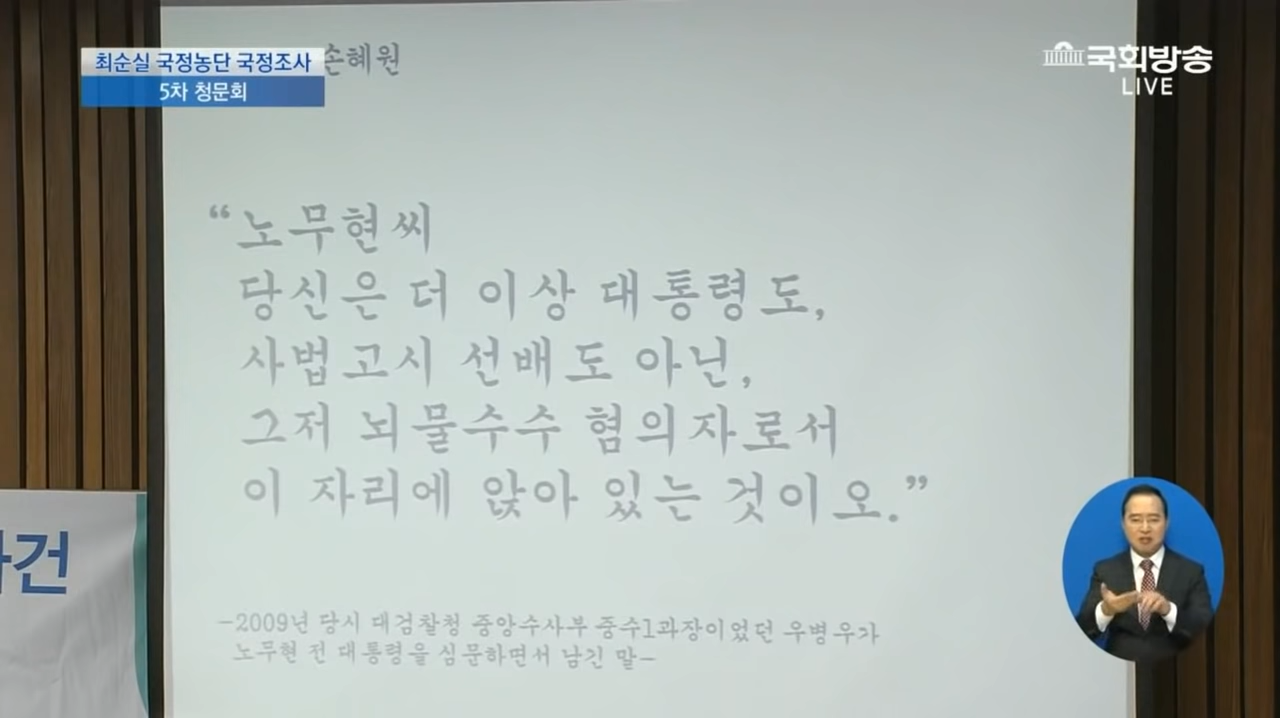 최순실 국정농단 국정조사
5차 청문회
손혜원
국회방송
LIVE
“노무현씨
당신은 더 이상 대통령도,
사법고시 선배도 아닌,
그저 뇌물수수 혐의자로서
이 자리에 앉아 있는 것이오.”
-2009년 당시 대검찰청 중앙수사부 중수1과장이었던 우병우가
노무현 전 대통령을 심문하면서 남긴 말-
건